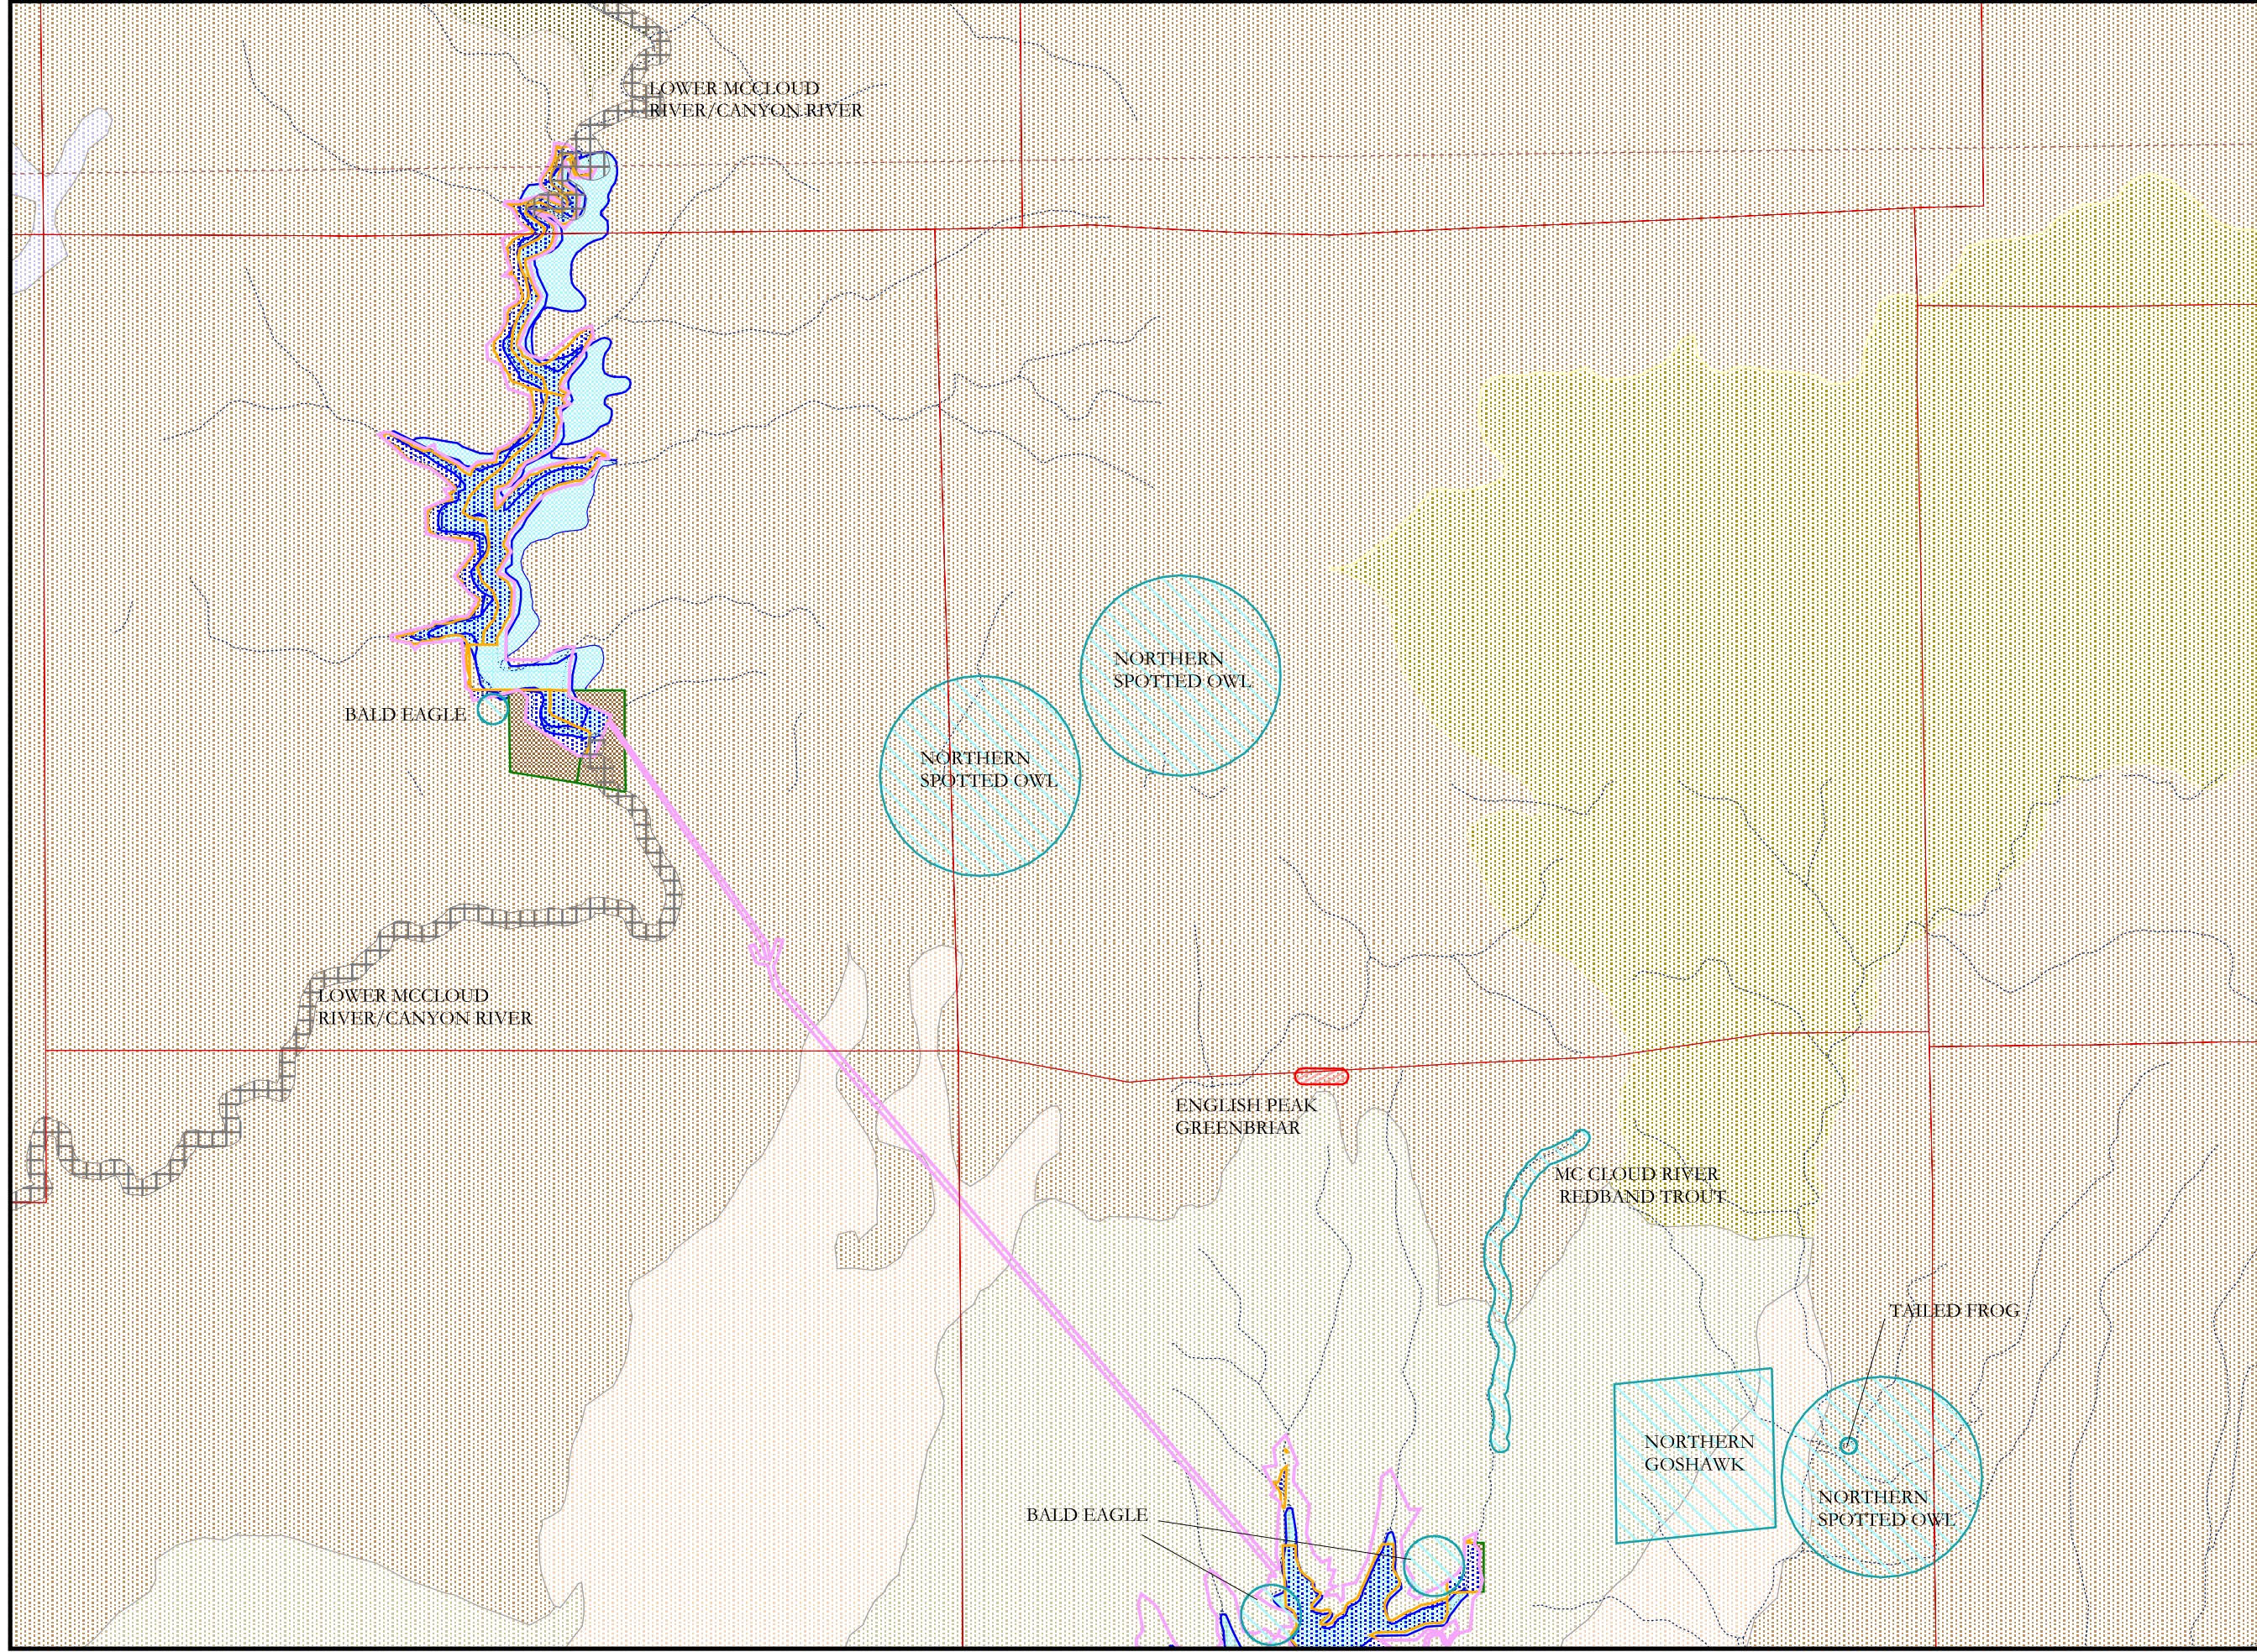 LOWER MCCLOUD
RIVER/CANYON RIVER
NORTHERN
SPOTTED OWL
BALD EAGLE
NORTHERN
SPOTTED OWL
LOWER MCCLOUD
RIVER/CANYON RIVER
ENGLISH PEAK
GREENBRIAR
MC CLOUD RIVER
REDBAND TROUT
TAILED FROG
NORTHERN
GOSHAWK
NORTHERN
SPOTTED OWL
BALD EAGLE